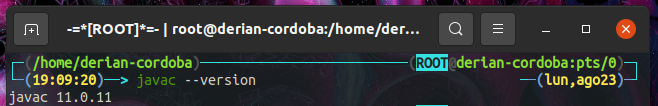 -=*[ROOT]*=- | root@derian-cordoba:/home/der...
(/home/derian-cordoba) (ROOT@derian-cordoba:pts/0)
(19:09:20)—> javac --version —(lun,ago23)
javac 11.0.11